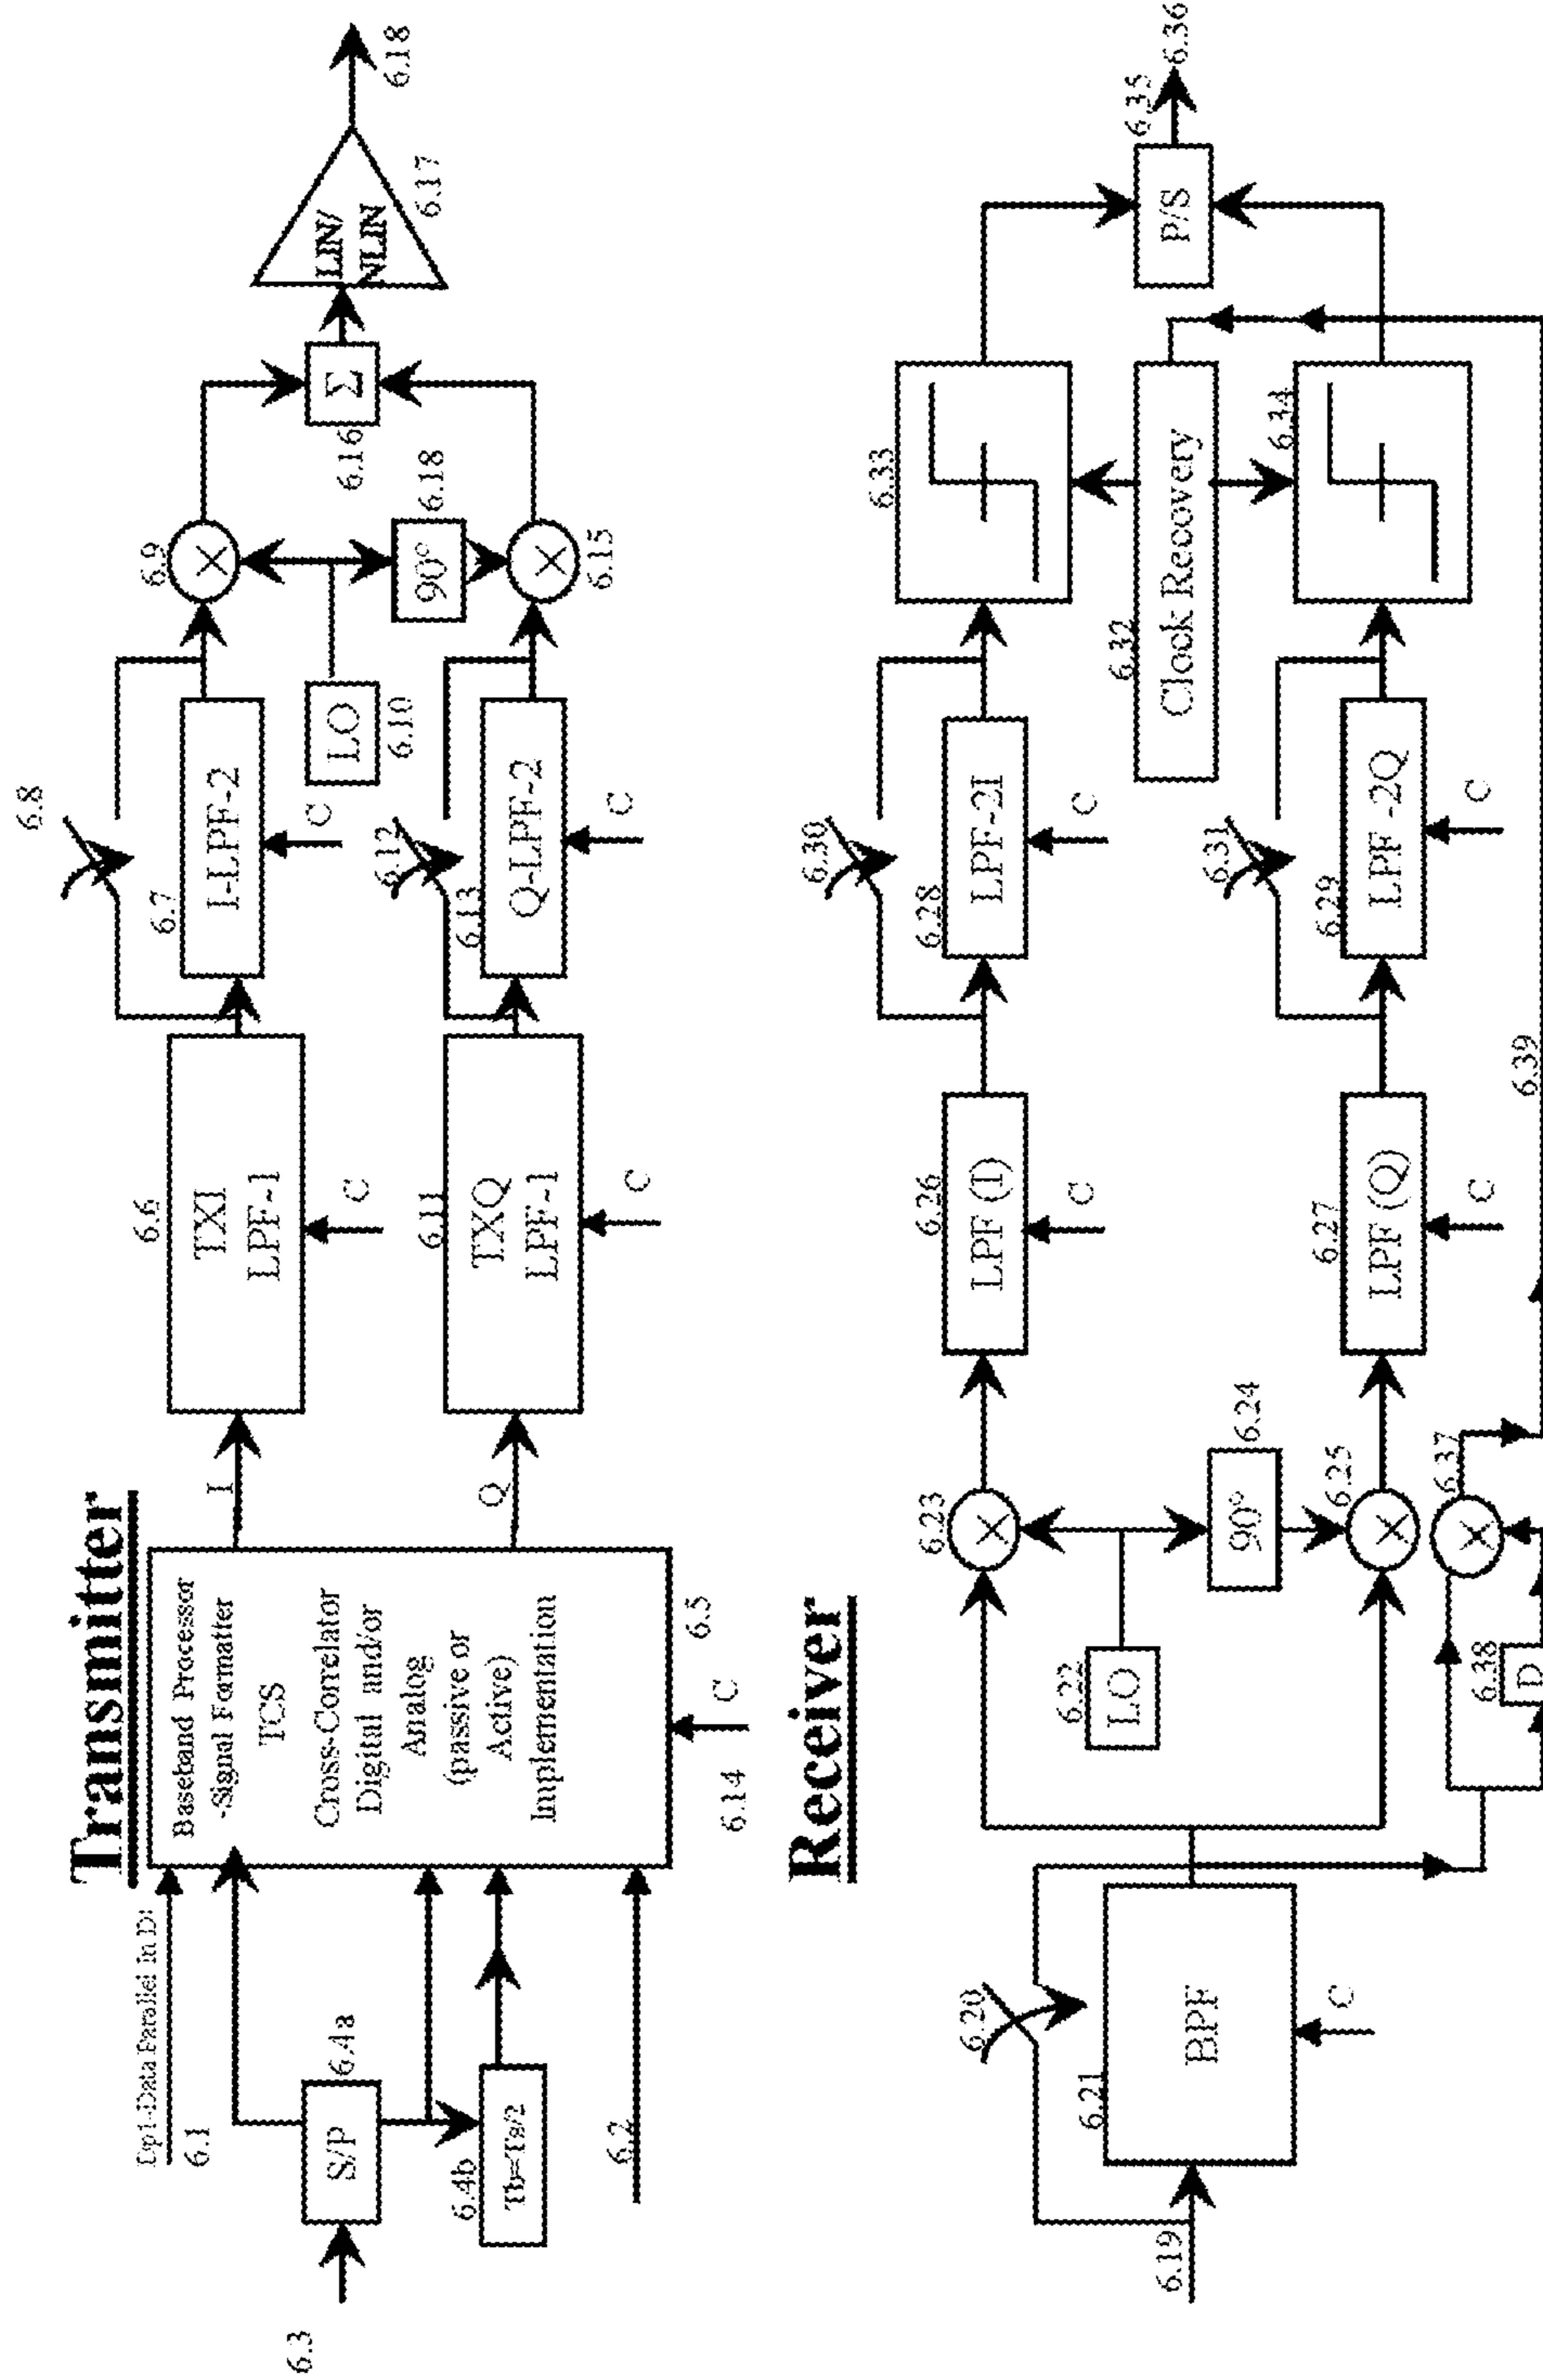 Transmitter
Dp1-Data Parallel in D!
6.1
6.3
S/P
6.4a
6.4b
Tb=Ts/2
6.2
Baseband Processor
-Signal Formatter
TCS
Cross-Correlator
Digital and/or
Analog
(passive or
Active)
Implementation
6.5
C
6.14
I
Q
6.6
TXI
LPF-1
C
6.11
TXQ
LPF-1
C
6.8
6.7
I-LPF-2
C
6.12
6.13
Q-LPF-2
C
LO
6.10
6.9
90°
6.18
6.15
Σ
6.16
LIN/
NLIN
6.17
6.18
Receiver
6.19
6.20
6.21
BPF
C
6.22
LO
6.23
90°
6.24
6.25
6.37
6.38
D
6.26
LPF (I)
C
6.27
LPF (Q)
C
6.30
6.28
LPF-2I
C
6.31
6.29
LPF -2Q
C
6.39
6.32
Clock Recovery
6.33
6.34
P/S
6.35
6.36